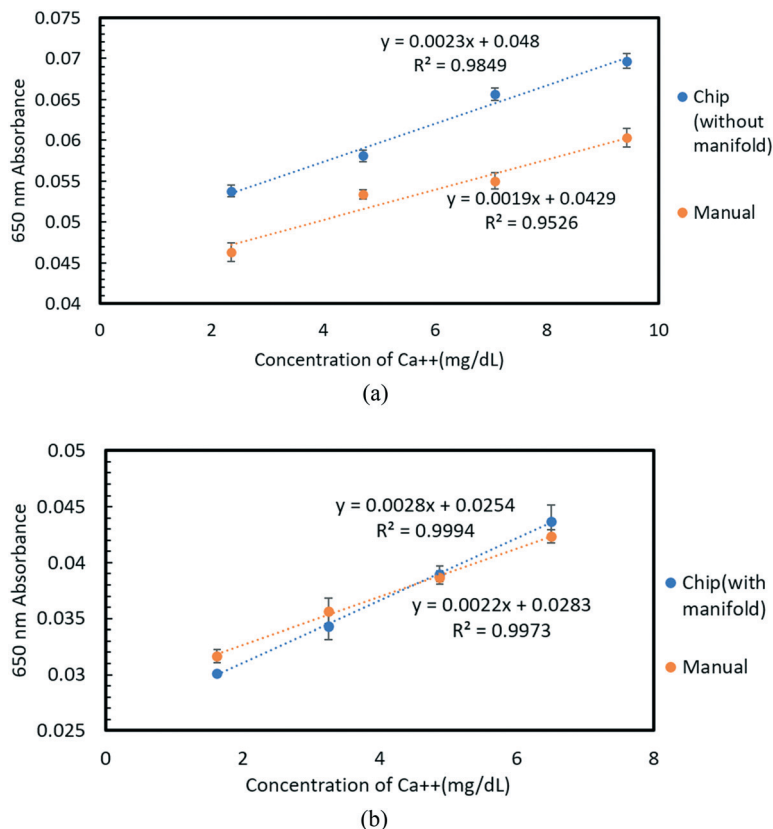 0.075
0.07
0.065
0.06
0.055
0.05
0.045
0.04
650 nm Absorbance
y = 0.0023x + 0.048
R² = 0.9849
y = 0.0019x + 0.0429
R² = 0.9526
Chip
(without
manifold)
Manual
0 2 4 6 8 10
Concentration of Ca++(mg/dL)
(a)
0.05
0.045
0.04
0.035
0.03
0.025
650 nm Absorbance
y = 0.0028x + 0.0254
R² = 0.9994
y = 0.0022x + 0.0283
R² = 0.9973
Chip(with
manifold)
Manual
0 2 4 6 8
Concentration of Ca++(mg/dL)
(b)